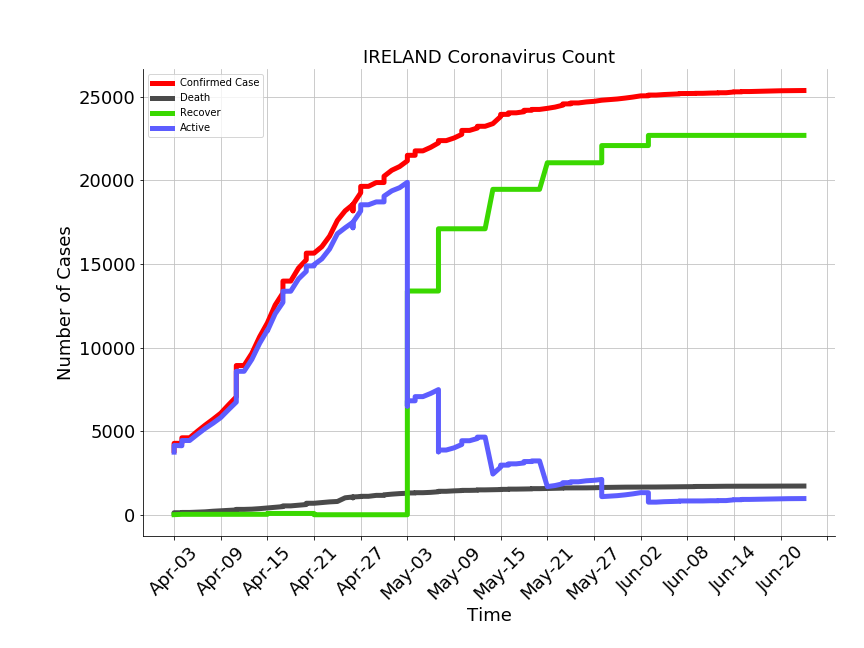 IRELAND Coronavirus Count
Confirmed Case
Death
Recover
Active
25000
20000
15000
10000
5000
0
Number of Cases
Apr-03
Apr-09
Apr-15
Apr-21
Apr-27
May-03
May-09
May-15
May-21
May-27
Jun-02
Jun-08
Jun-14
Jun-20
Time